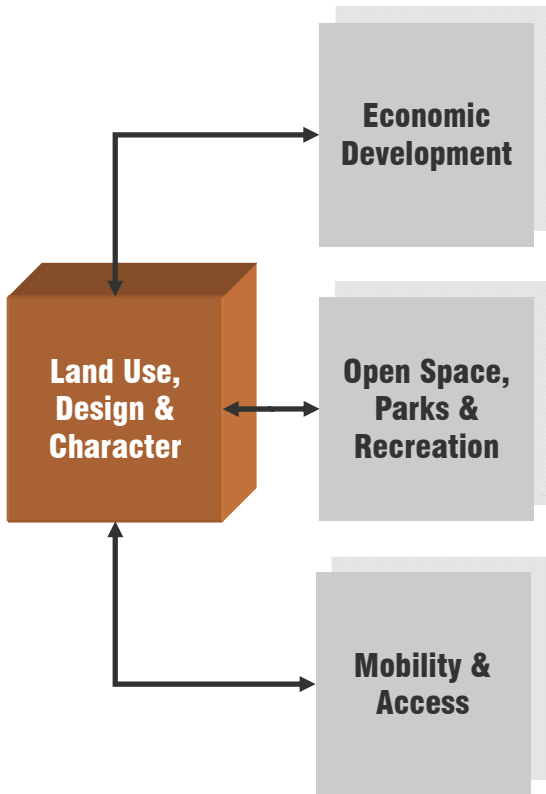 Economic
Development
Land Use,
Design &
Character
Open Space,
Parks &
Recreation
Mobility &
Access